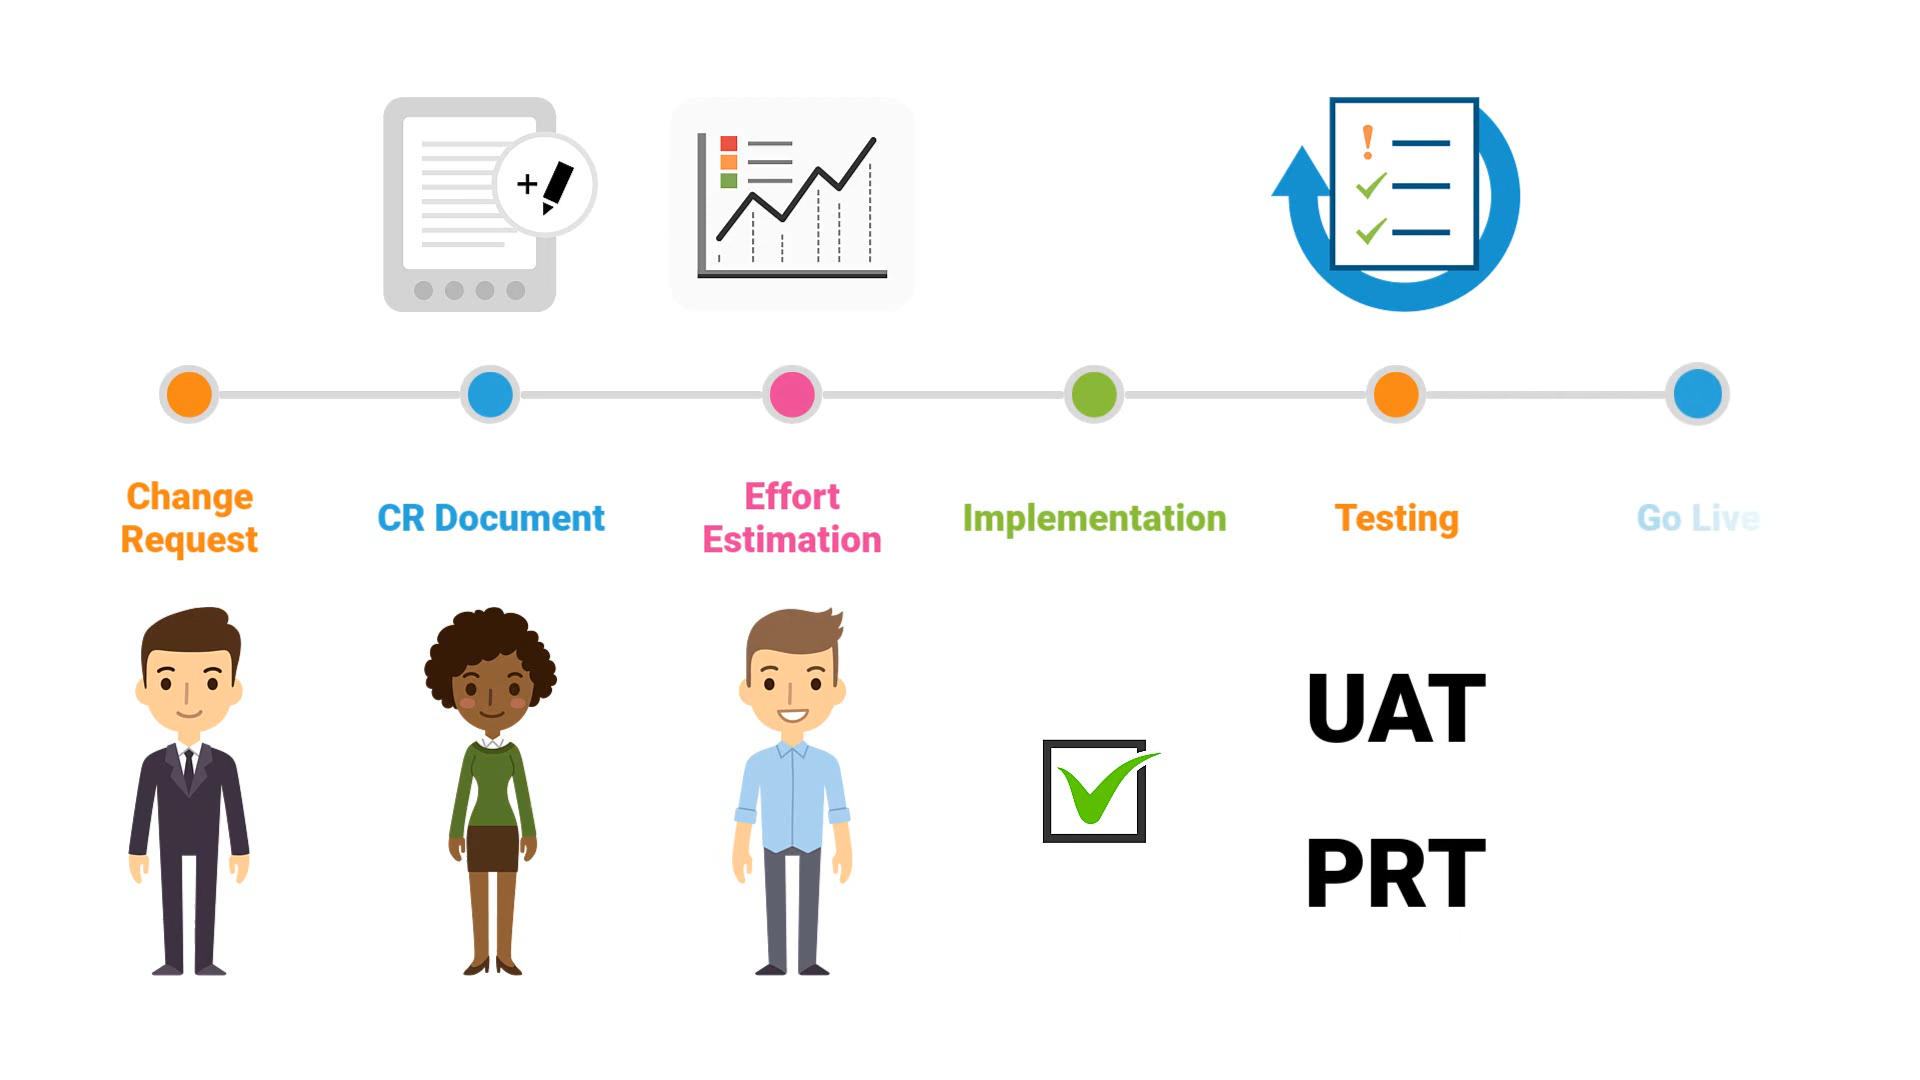 Change
Request
CR Document
Effort
Estimation
Implementation
Testing
Go Live
UAT
PRT